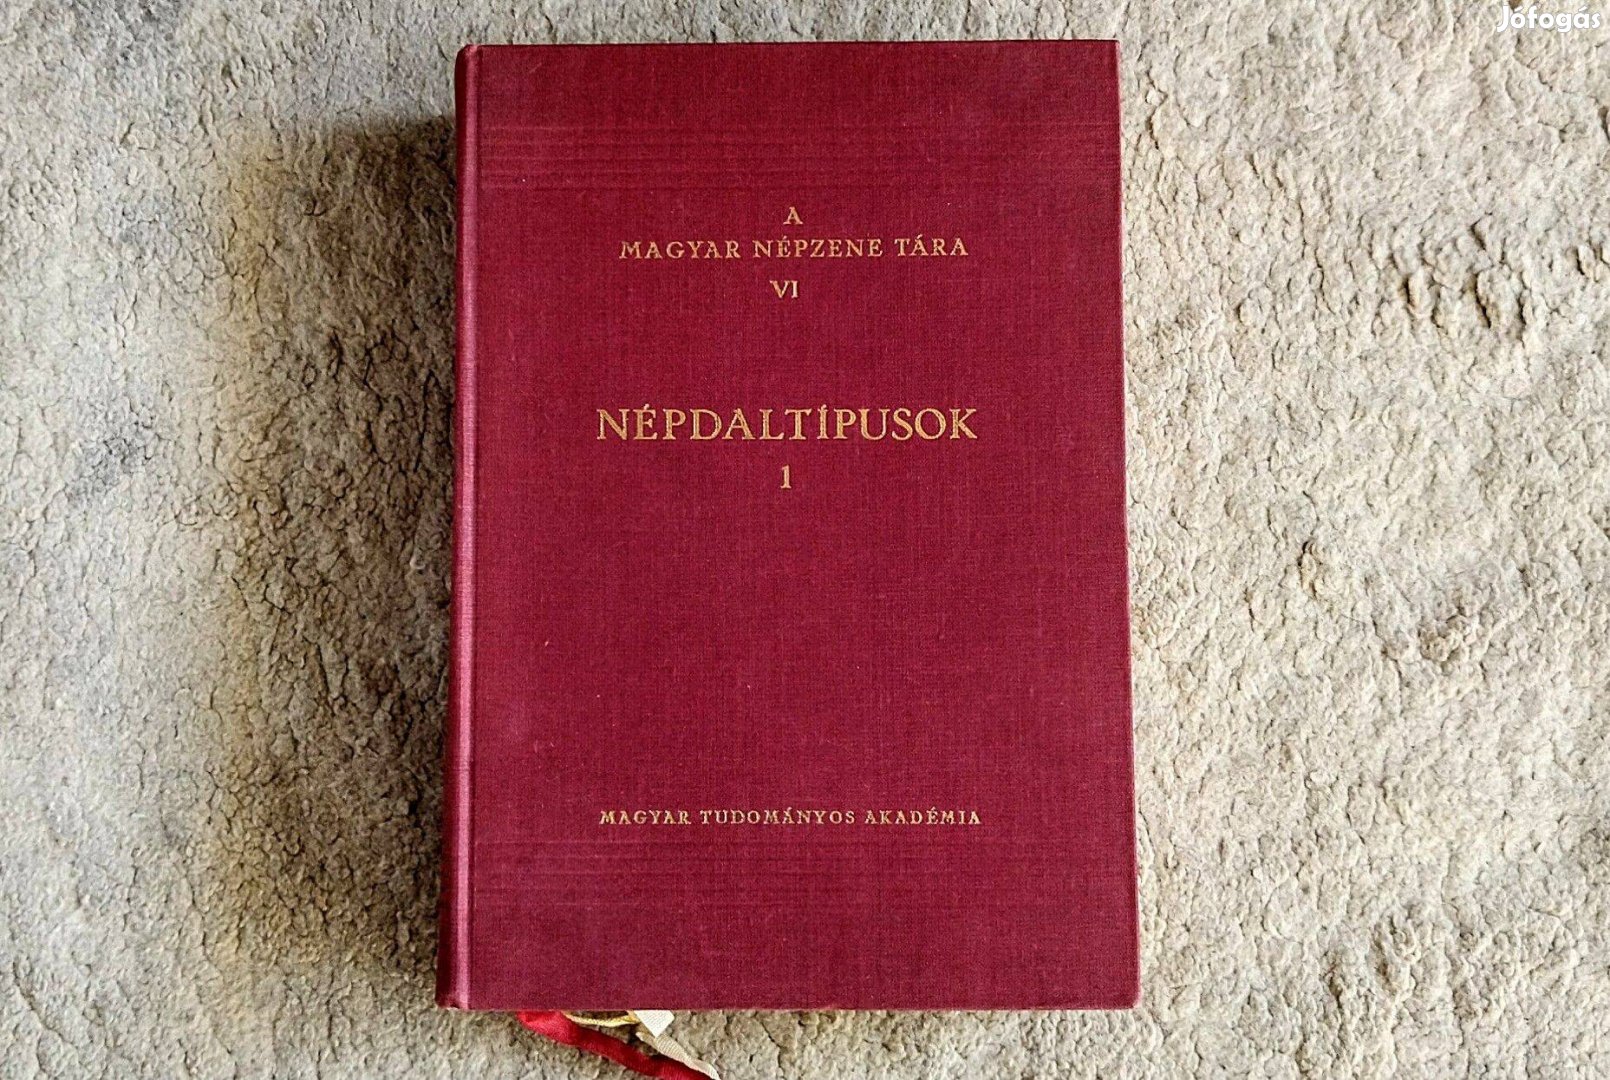 Jófogás
A
MAGYAR NÉPZENE TÁRA
VI
NÉPDALTÍPUSOK
1
MAGYAR TUDOMÁNYOS AKADÉMIA